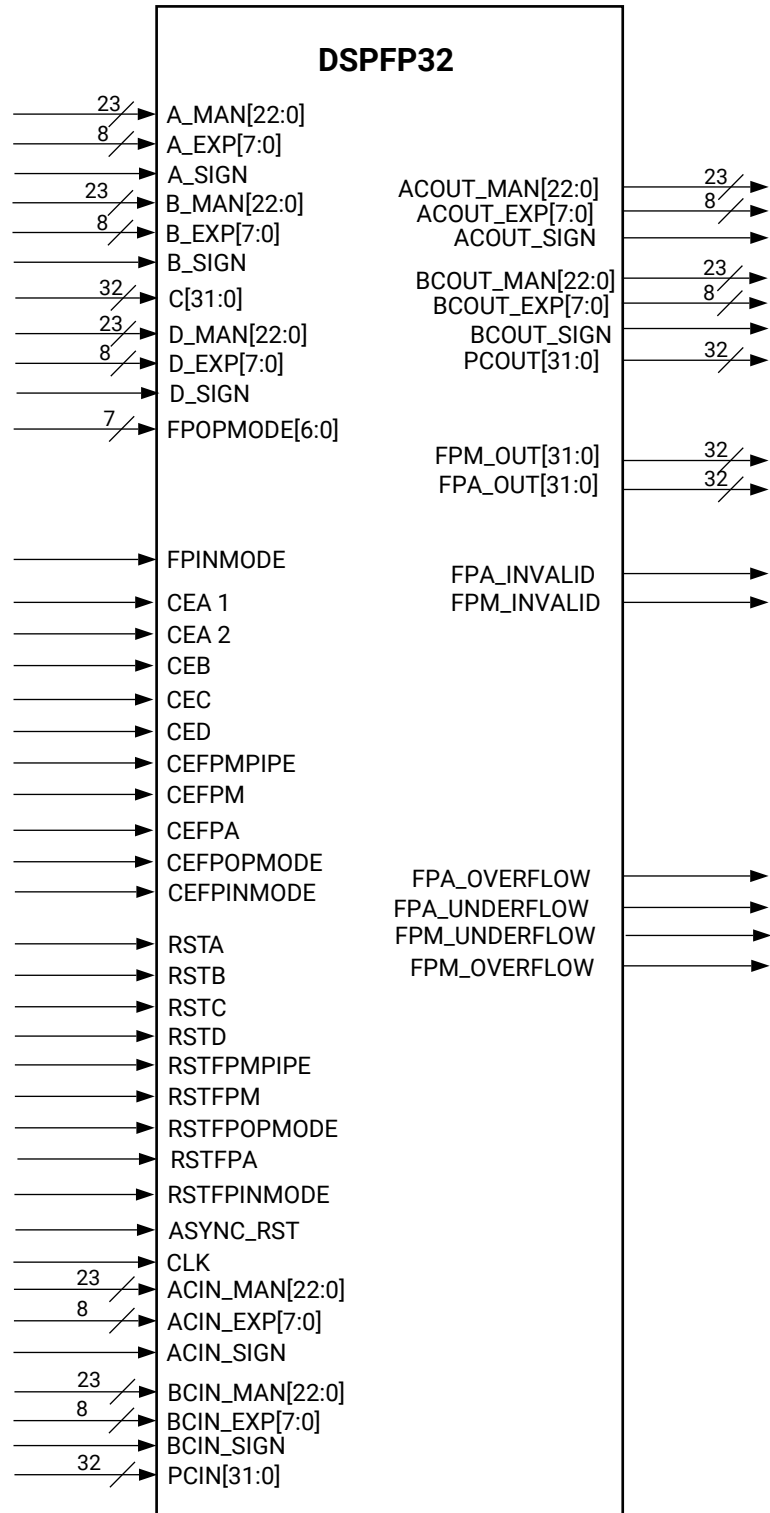 DSPFP32
23
A_MAN[22:0]
8
A_EXP[7:0]
A_SIGN
23
B_MAN[22:0]
8
B_EXP[7:0]
B_SIGN
32
C[31:0]
23
D_MAN[22:0]
8
D_EXP[7:0]
D_SIGN
7
FPOPMODE[6:0]
FPINMODE
CEA 1
CEA 2
CEB
CEC
CED
CEFPMPIPE
CEFPM
CEFPA
CEFPOPMODE
CEFPINMODE
RSTA
RSTB
RSTC
RSTD
RSTFPMPIPE
RSTFPM
RSTFPOPMODE
RSTFPA
RSTFPINMODE
ASYNC_RST
CLK
23
ACIN_MAN[22:0]
8
ACIN_EXP[7:0]
ACIN_SIGN
23
BCIN_MAN[22:0]
8
BCIN_EXP[7:0]
BCIN_SIGN
32
PCIN[31:0]
ACOUT_MAN[22:0]
23
ACOUT_EXP[7:0]
8
ACOUT_SIGN
BCOUT_MAN[22:0]
23
BCOUT_EXP[7:0]
8
BCOUT_SIGN
PCOUT[31:0]
32
FPM_OUT[31:0]
32
FPA_OUT[31:0]
32
FPA_INVALID
FPM_INVALID
FPA_OVERFLOW
FPA_UNDERFLOW
FPM_UNDERFLOW
FPM_OVERFLOW